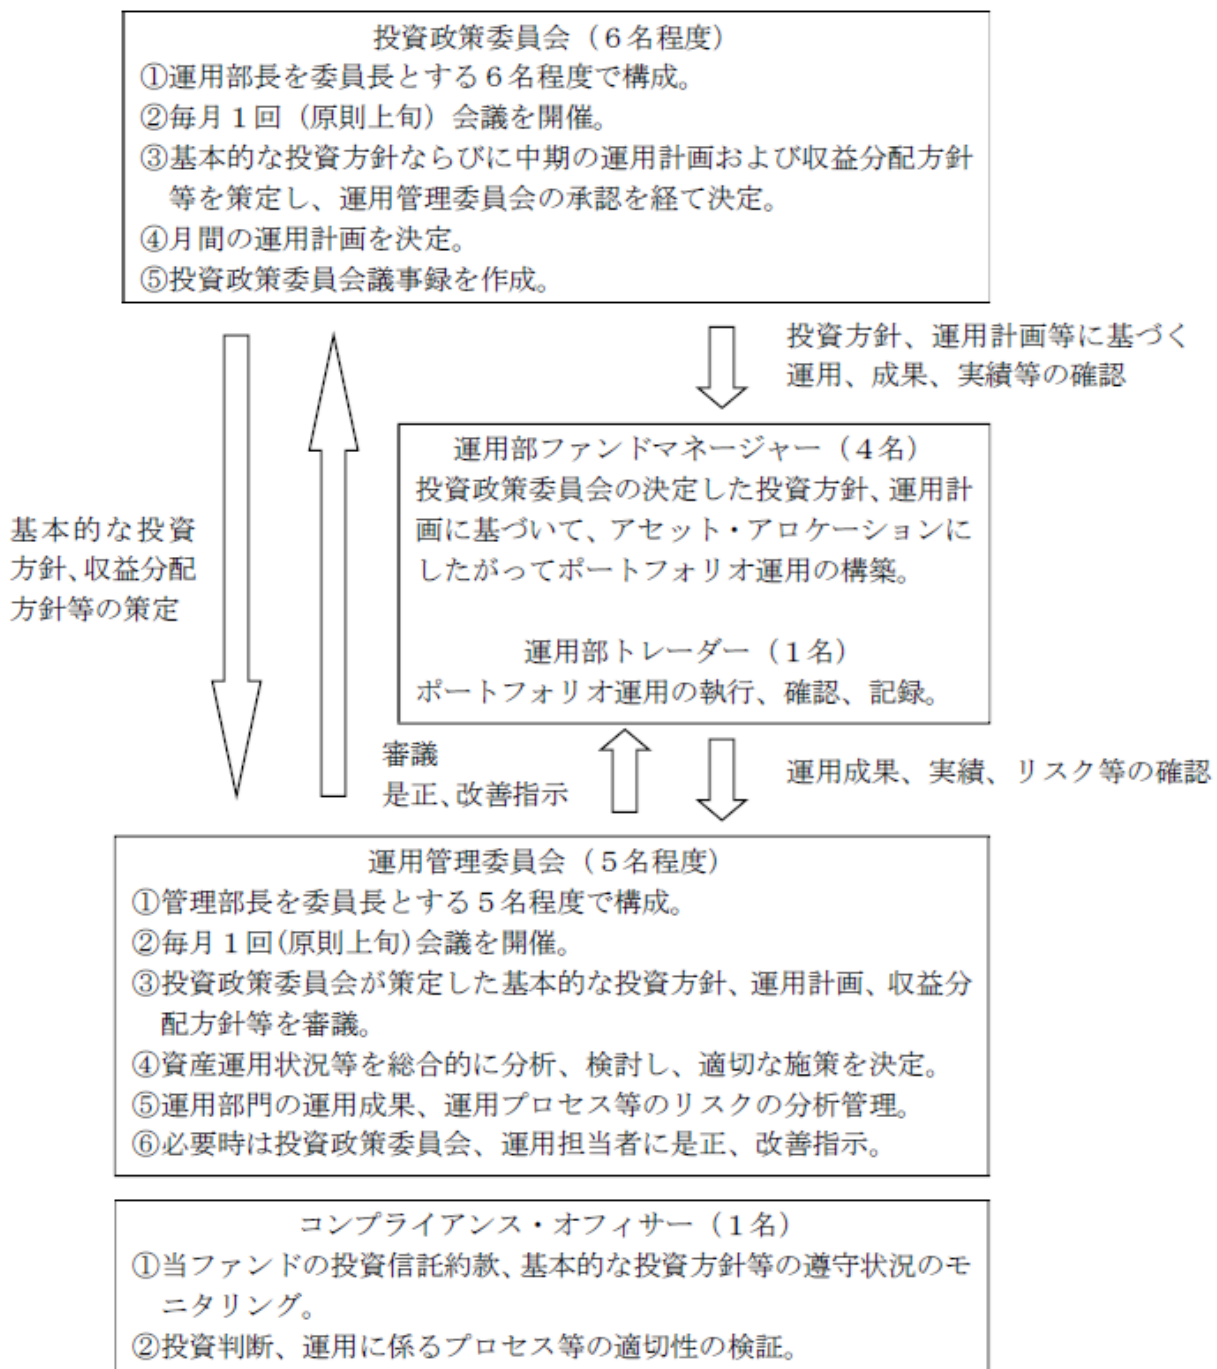 投資政策委員会（６名程度）
①運用部長を委員長とする６名程度で構成。
②毎月１回（原則上旬）会議を開催。
③基本的な投資方針ならびに中期の運用計画および収益分配方針
等を策定し、運用管理委員会の承認を経て決定。
④月間の運用計画を決定。
⑤投資政策委員会議事録を作成。
投資方針、運用計画等に基づく
運用、成果、実績等の確認
運用部ファンドマネージャー（４名）
投資政策委員会の決定した投資方針、運用計
画に基づいて、アセット・アロケーションに
したがってポートフォリオ運用の構築。
運用部トレーダー（１名）
ポートフォリオ運用の執行、確認、記録。
基本的な投資
方針、収益分配
方針等の策定
審議
是正、改善指示
運用成果、実績、リスク等の確認
運用管理委員会（５名程度）
①管理部長を委員長とする５名程度で構成。
②毎月１回(原則上旬)会議を開催。
③投資政策委員会が策定した基本的な投資方針、運用計画、収益分
配方針等を審議。
④資産運用状況等を総合的に分析、検討し、適切な施策を決定。
⑤運用部門の運用成果、運用プロセス等のリスクの分析管理。
⑥必要時は投資政策委員会、運用担当者に是正、改善指示。
コンプライアンス・オフィサー（１名）
①当ファンドの投資信託約款、基本的な投資方針等の遵守状況のモ
ニタリング。
②投資判断、運用に係るプロセス等の適切性の検証。